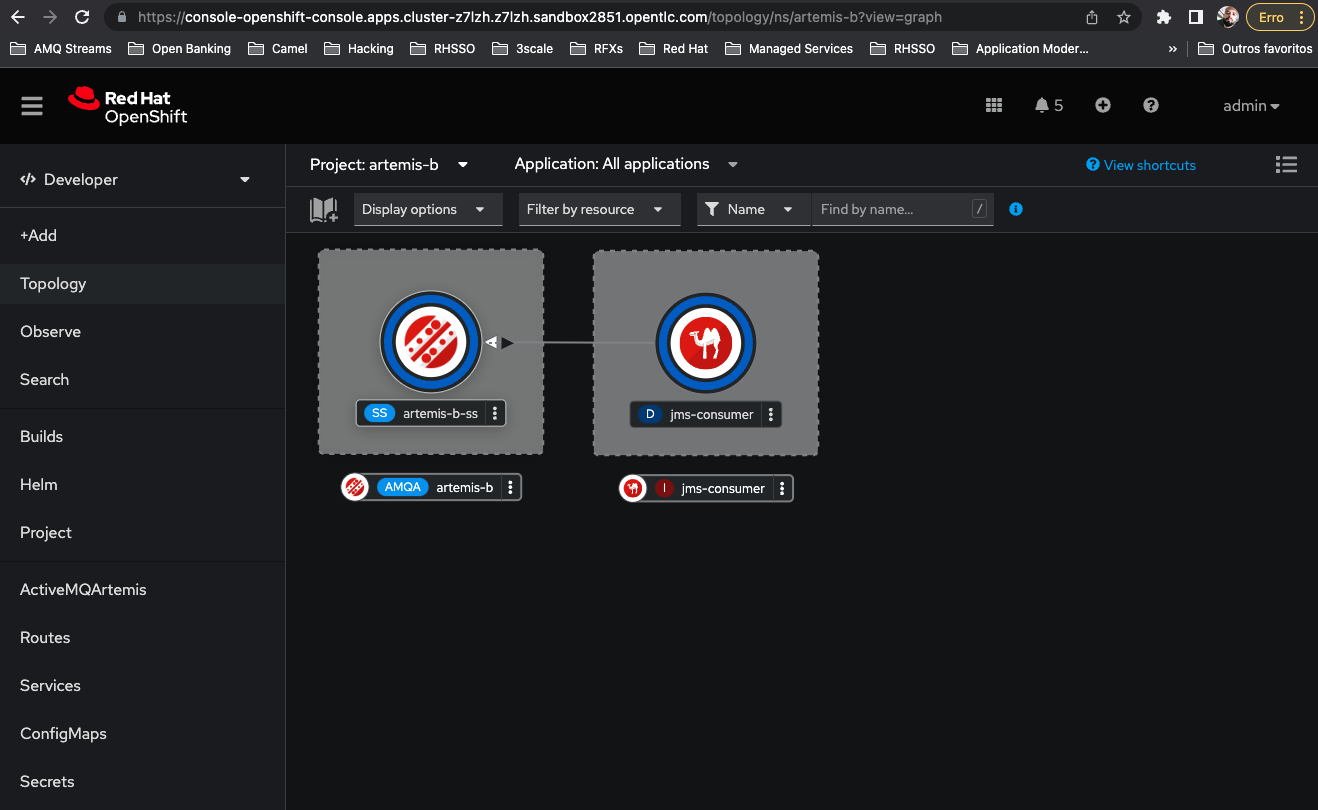 https://console-openshift-console.apps.cluster-z7lzh.z7lzh.sandbox2851.opentlc.com/topology/ns/artemis-b?view=graph
Erro
AMQ Streams Open Banking Camel Hacking RHSSO 3scale RFXs Red Hat Managed Services RHSSO Application Moder... » Outros favoritos
Red Hat
OpenShift
5
admin
Developer
+Add
Topology
Observe
Search
Builds
Helm
Project
ActiveMQArtemis
Routes
Services
ConfigMaps
Secrets
Project: artemis-b Application: All applications View shortcuts
Display options Filter by resource Name Find by name... /
SS artemis-b-ss
D jms-consumer
AMQA artemis-b
I jms-consumer